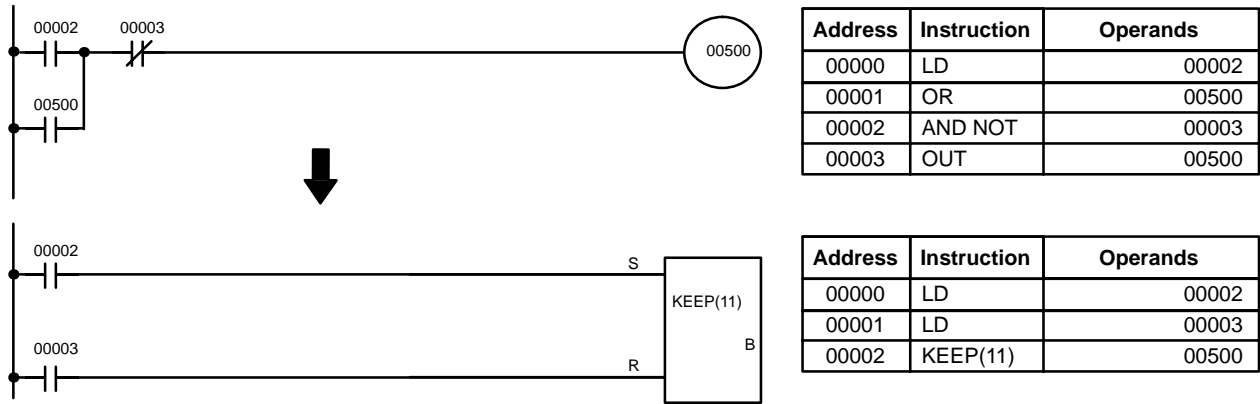 00002 00003
00500
00500
Address Instruction Operands
00000 LD 00002
00001 OR 00500
00002 AND NOT 00003
00003 OUT 00500
00002
S
KEEP(11)
B
00003
R
Address Instruction Operands
00000 LD 00002
00001 LD 00003
00002 KEEP(11) 00500